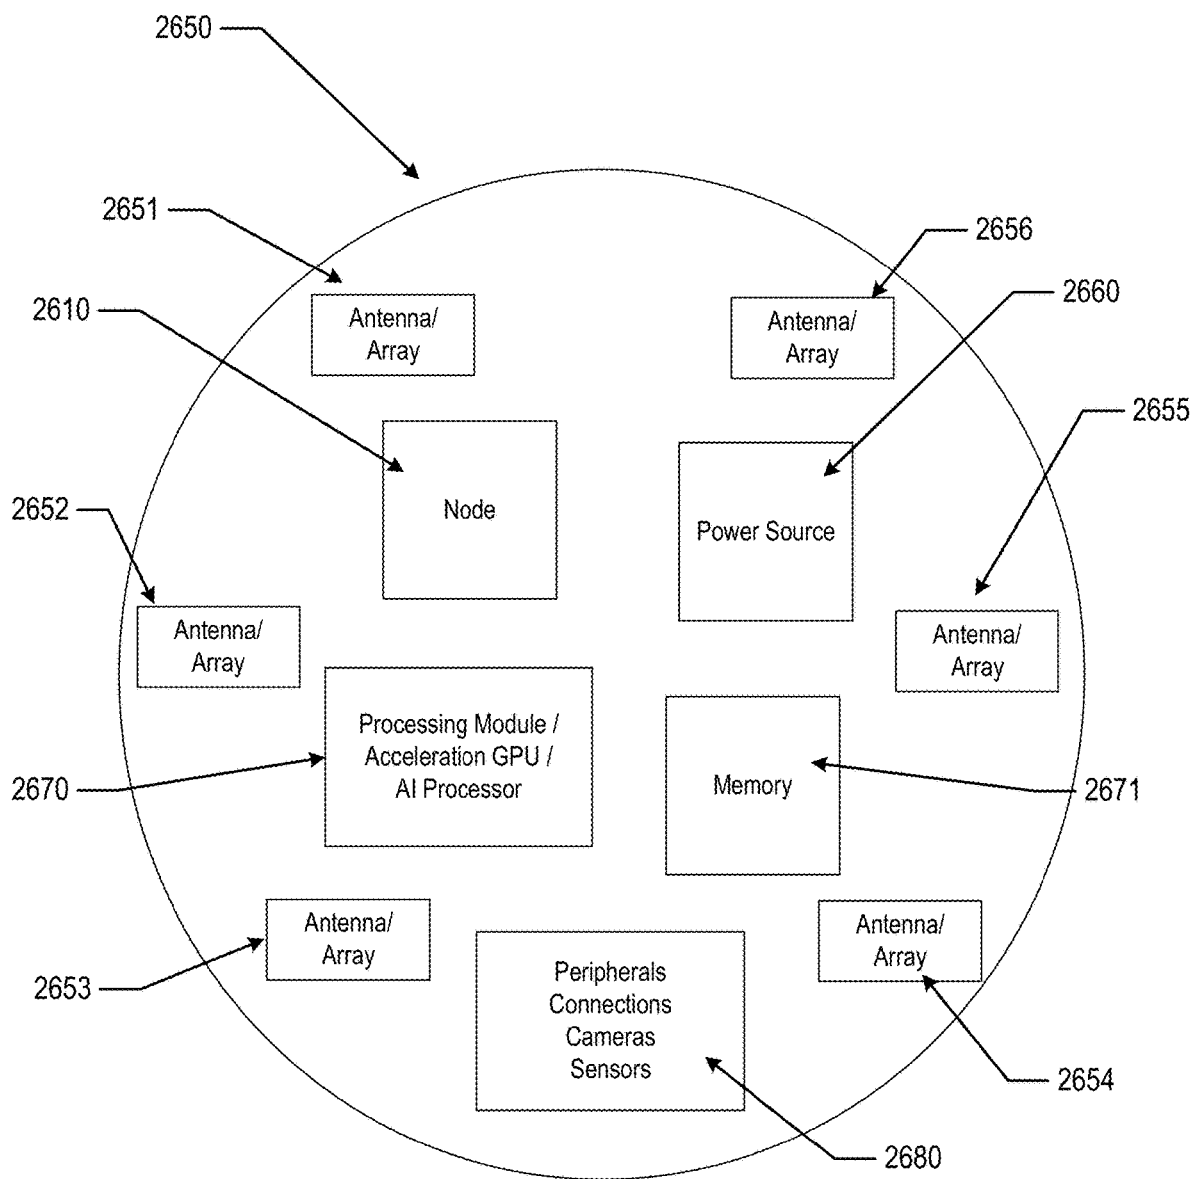 2650
2651
2656
2610
2660
Antenna/
Array
Antenna/
Array
2655
2652
Node
Power Source
Antenna/
Array
Antenna/
Array
Processing Module /
Acceleration GPU /
AI Processor
2670
Memory
2671
Antenna/
Array
Antenna/
Array
2653
Peripherals
Connections
Cameras
Sensors
2654
2680